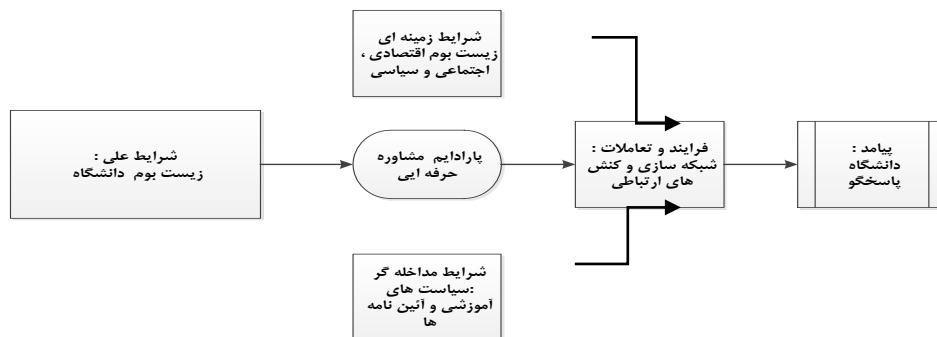 شرایط زمینه ای
زیست بوم اقتصادی ،
اجتماعی و سیاسی
شرایط علی :
زیست بوم دانشگاه
پارادایم مشاوره
حرفه ایی
فرایند و تعاملات :
شبکه سازی و کنش
های ارتباطی
پیامد :
دانشگاه
پاسخگو
شرایط مداخله گر
:سیاست های
آموزشی و آئین نامه
ها